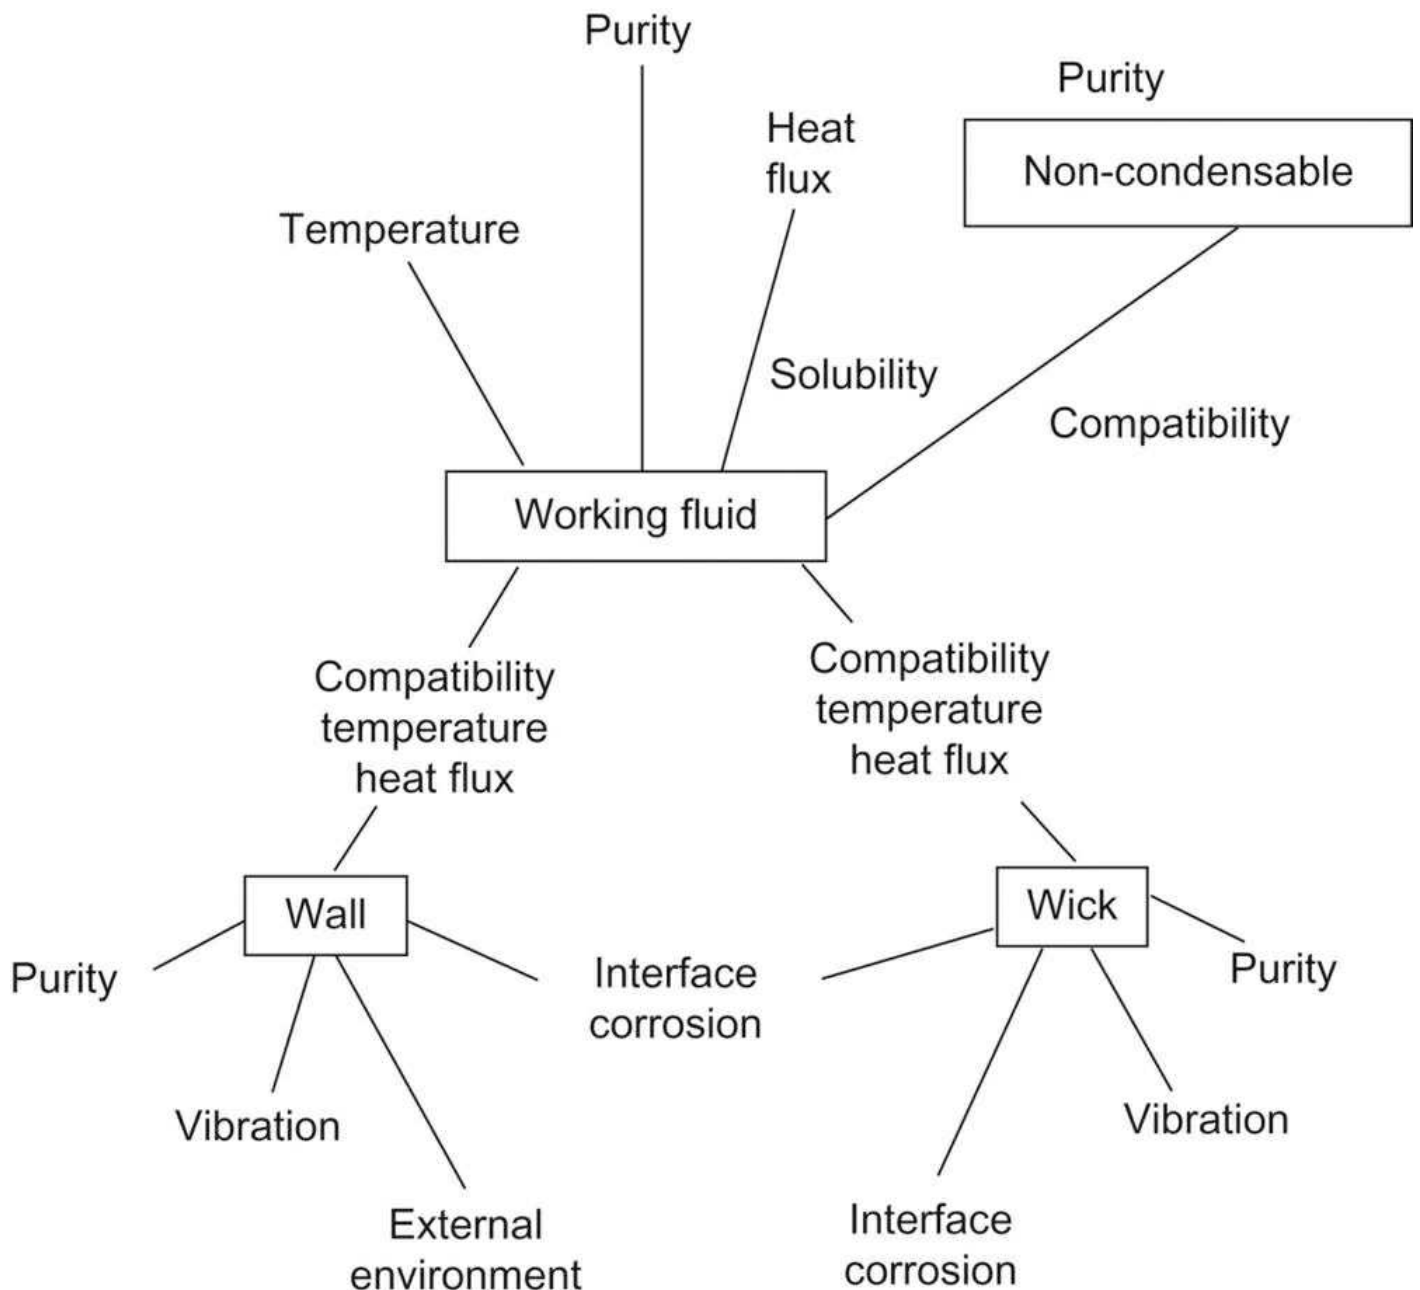 Purity
Purity
Heat
flux
Non-condensable
Temperature
Solubility
Compatibility
Working fluid
Compatibility
temperature
heat flux
Compatibility
temperature
heat flux
Wall
Wick
Purity
Interface
corrosion
Purity
Vibration
Vibration
External
environment
Interface
corrosion